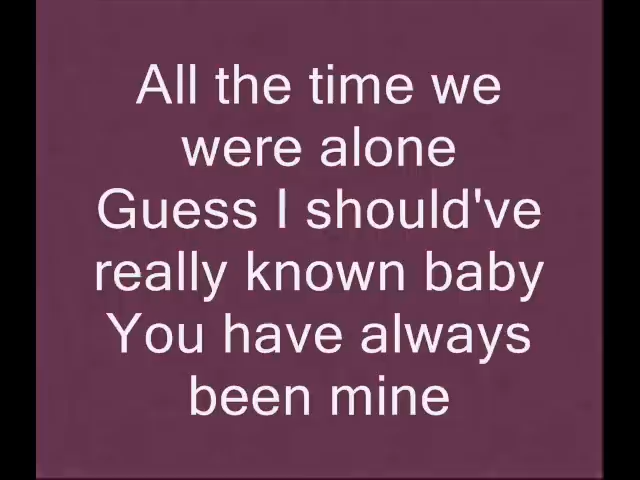 All the time we
were alone
Guess I should've
really known baby
You have always
been mine